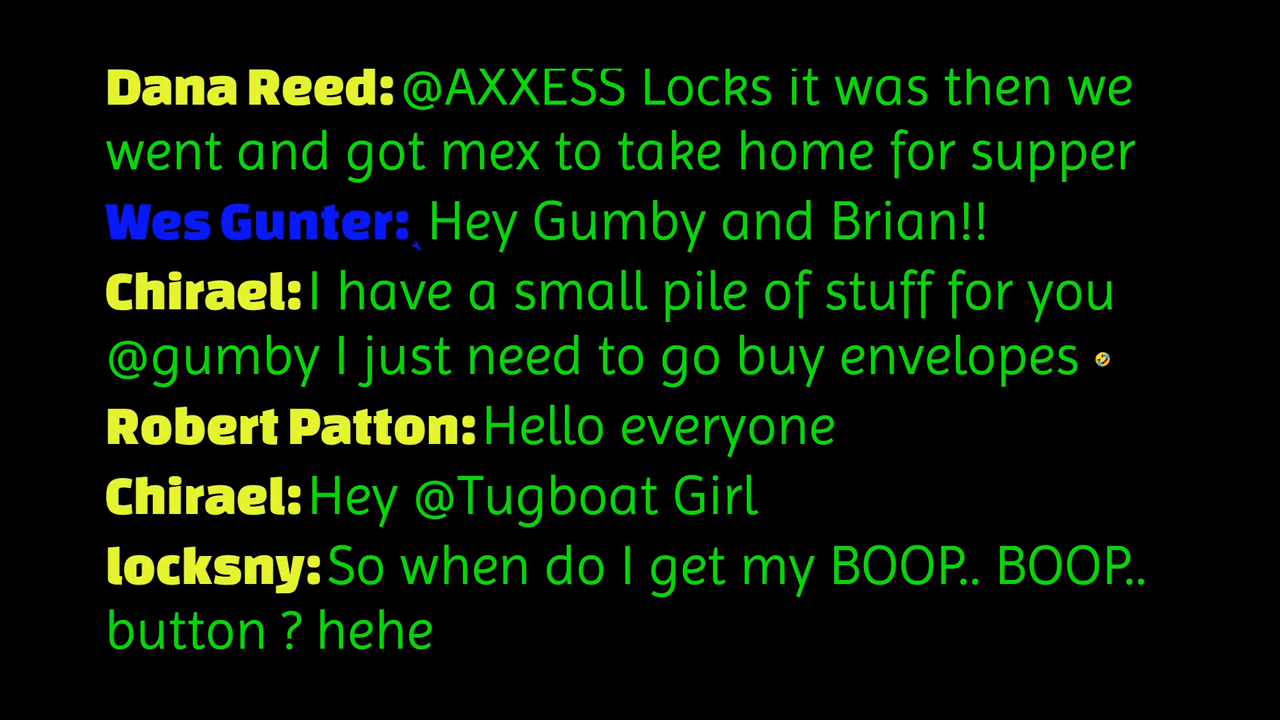 Dana Reed: @AXXESS Locks it was then we
went and got mex to take home for supper
Wes Gunter: Hey Gumby and Brian!!
Chirael: I have a small pile of stuff for you
@gumby I just need to go buy envelopes 🤣
Robert Patton: Hello everyone
Chirael: Hey @Tugboat Girl
locksny: So when do I get my BOOP.. BOOP..
button ? hehe